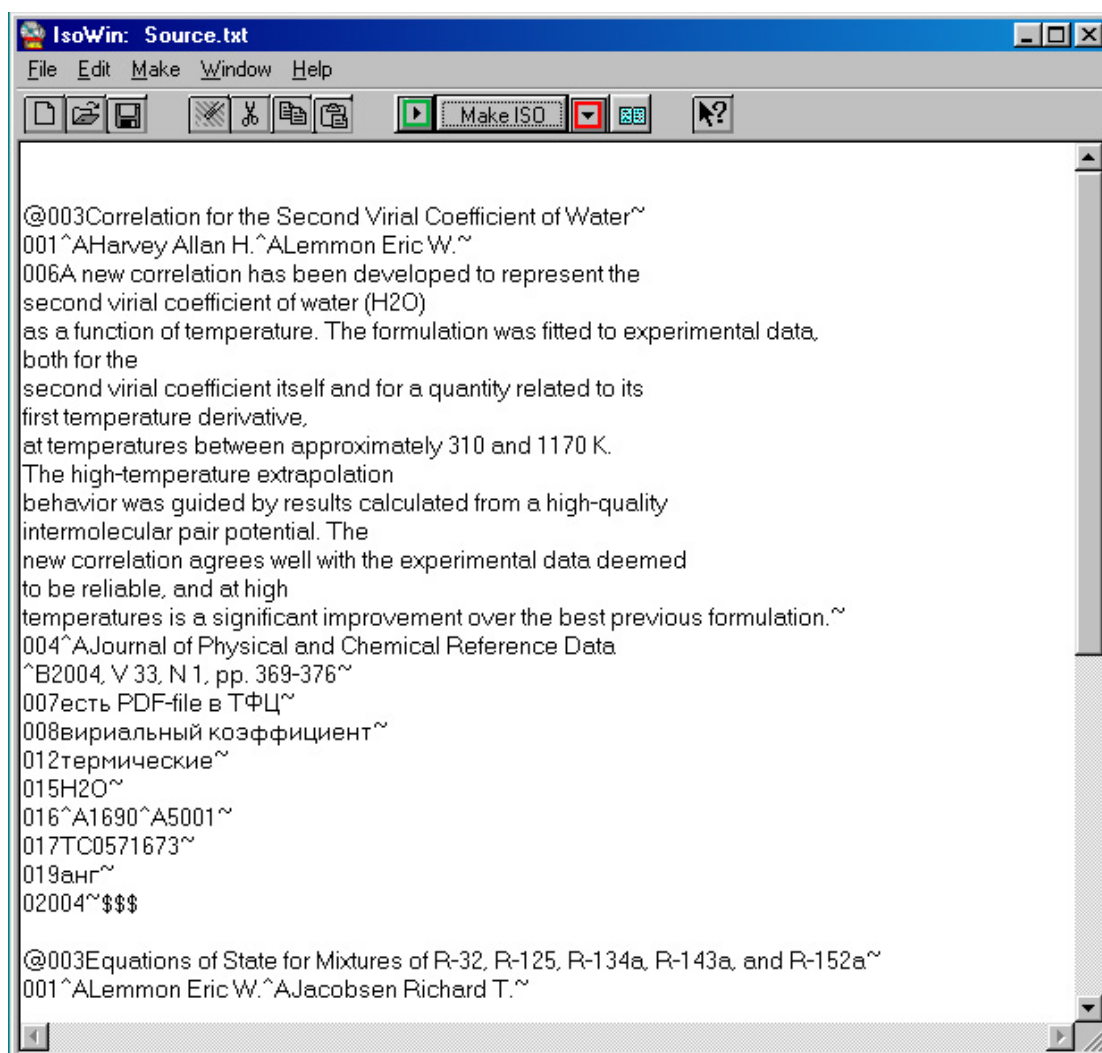 IsoWin: Source.txt
File Edit Make Window Help
Make ISO
@003Correlation for the Second Virial Coefficient of Water~
001^AHarvey Allan H.^ALemmon Eric W.~
006A new correlation has been developed to represent the
second virial coefficient of water (H2O)
as a function of temperature. The formulation was fitted to experimental data,
both for the
second virial coefficient itself and for a quantity related to its
first temperature derivative,
at temperatures between approximately 310 and 1170 K.
The high-temperature extrapolation
behavior was guided by results calculated from a high-quality
intermolecular pair potential. The
new correlation agrees well with the experimental data deemed
to be reliable, and at high
temperatures is a significant improvement over the best previous formulation.~
004^AJournal of Physical and Chemical Reference Data
^B2004, V 33, N 1, pp. 369-376~
007есть PDF-file в ТФЦ~
008вириальный коэффициент~
012термические~
015H2O~
016^A1690^A5001~
017TC0571673~
019анг~
02004~$$$
@003Equations of State for Mixtures of R-32, R-125, R-134a, R-143a, and R-152a~
001^ALemmon Eric W.^AJacobsen Richard T.~